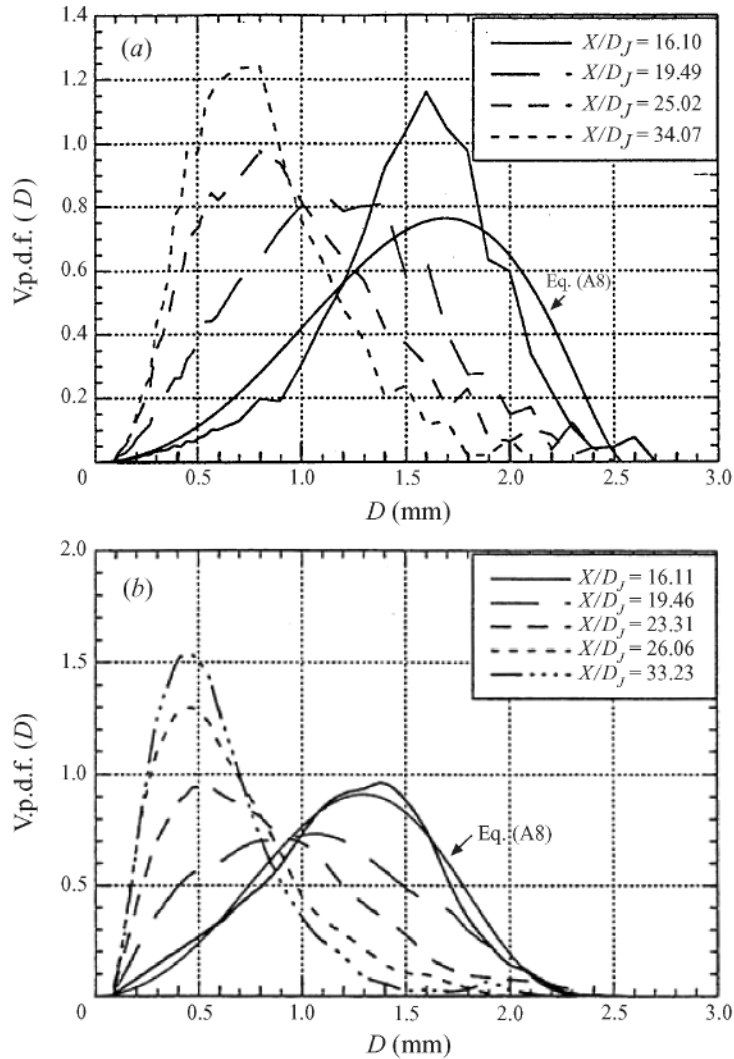 (a)
X/D_J = 16.10
X/D_J = 19.49
X/D_J = 25.02
X/D_J = 34.07
1.4
1.2
1.0
0.8
0.6
0.4
0.2
0
V.p.d.f. (D)
Eq. (A8)
0.5
1.0
1.5
2.0
2.5
3.0
D (mm)
(b)
X/D_J = 16.11
X/D_J = 19.46
X/D_J = 23.31
X/D_J = 26.06
X/D_J = 33.23
2.0
1.5
1.0
0.5
0
V.p.d.f. (D)
Eq. (A8)
0.5
1.0
1.5
2.0
2.5
3.0
D (mm)